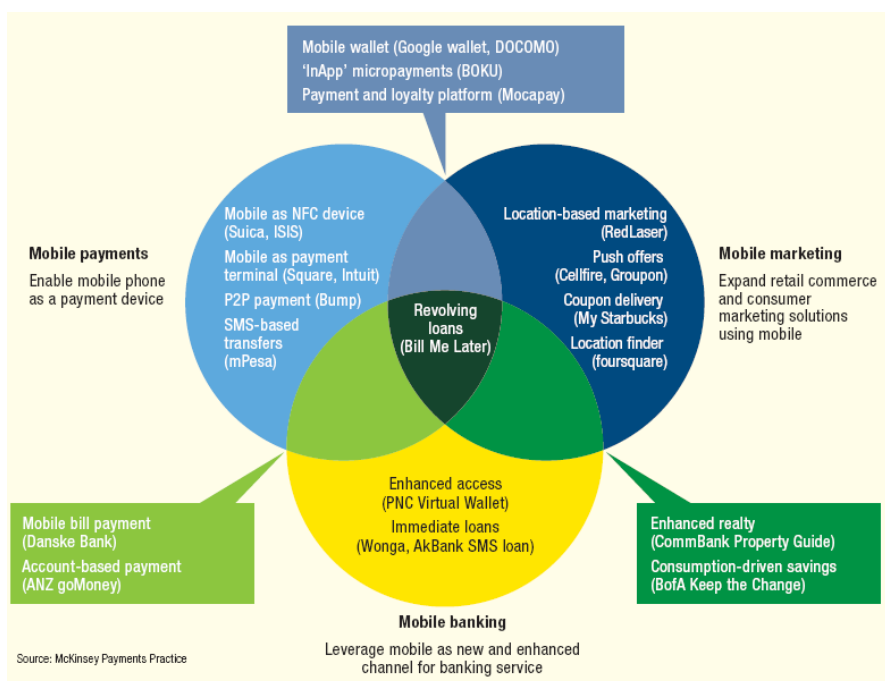 Mobile wallet (Google wallet, DOCOMO)
‘InApp’ micropayments (BOKU)
Payment and loyalty platform (Mocapay)
Mobile payments
Enable mobile phone
as a payment device
Mobile as NFC device
(Suica, ISIS)
Mobile as payment
terminal (Square, Intuit)
P2P payment (Bump)
SMS-based
transfers
(mPesa)
Revolving
loans
(Bill Me Later)
Location-based marketing
(RedLaser)
Push offers
(Cellfire, Groupon)
Coupon delivery
(My Starbucks)
Location finder
(foursquare)
Mobile marketing
Expand retail commerce
and consumer
marketing solutions
using mobile
Mobile bill payment
(Danske Bank)
Account-based payment
(ANZ goMoney)
Enhanced access
(PNC Virtual Wallet)
Immediate loans
(Wonga, AkBank SMS loan)
Enhanced realty
(CommBank Property Guide)
Consumption-driven savings
(BofA Keep the Change)
Mobile banking
Leverage mobile as new and enhanced
channel for banking service
Source: McKinsey Payments Practice